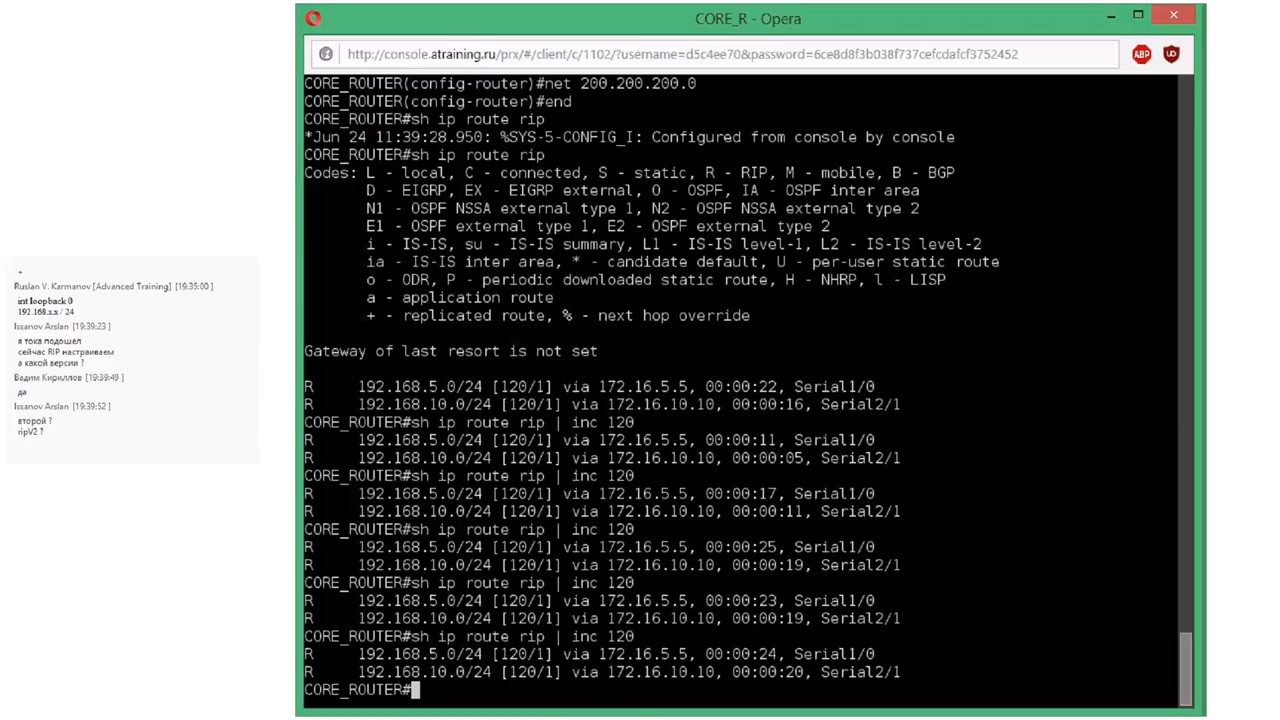 CORE_R - Opera
http://console.atraining.ru/prx/#/client/c/1102/?username=d5c4ee70&password=6ce8d8f3b038f737cefcdafcf3752452
ABP
CORE_ROUTER(config-router)#net 200.200.200.0
CORE_ROUTER(config-router)#end
CORE_ROUTER#sh ip route rip
*Jun 24 11:39:28.950: %SYS-5-CONFIG_I: Configured from console by console
CORE_ROUTER#sh ip route rip
Codes: L - local, C - connected, S - static, R - RIP, M - mobile, B - BGP
D - EIGRP, EX - EIGRP external, O - OSPF, IA - OSPF inter area
N1 - OSPF NSSA external type 1, N2 - OSPF NSSA external type 2
E1 - OSPF external type 1, E2 - OSPF external type 2
i - IS-IS, su - IS-IS summary, L1 - IS-IS level-1, L2 - IS-IS level-2
ia - IS-IS inter area, * - candidate default, U - per-user static route
o - ODR, P - periodic downloaded static route, H - NHRP, l - LISP
a - application route
+ - replicated route, % - next hop override
Gateway of last resort is not set
R 192.168.5.0/24 [120/1] via 172.16.5.5, 00:00:22, Serial1/0
R 192.168.10.0/24 [120/1] via 172.16.10.10, 00:00:16, Serial2/1
CORE_ROUTER#sh ip route rip | inc 120
R 192.168.5.0/24 [120/1] via 172.16.5.5, 00:00:11, Serial1/0
R 192.168.10.0/24 [120/1] via 172.16.10.10, 00:00:05, Serial2/1
CORE_ROUTER#sh ip route rip | inc 120
R 192.168.5.0/24 [120/1] via 172.16.5.5, 00:00:17, Serial1/0
R 192.168.10.0/24 [120/1] via 172.16.10.10, 00:00:11, Serial2/1
CORE_ROUTER#sh ip route rip | inc 120
R 192.168.5.0/24 [120/1] via 172.16.5.5, 00:00:25, Serial1/0
R 192.168.10.0/24 [120/1] via 172.16.10.10, 00:00:19, Serial2/1
CORE_ROUTER#sh ip route rip | inc 120
R 192.168.5.0/24 [120/1] via 172.16.5.5, 00:00:23, Serial1/0
R 192.168.10.0/24 [120/1] via 172.16.10.10, 00:00:19, Serial2/1
CORE_ROUTER#sh ip route rip | inc 120
R 192.168.5.0/24 [120/1] via 172.16.5.5, 00:00:24, Serial1/0
R 192.168.10.0/24 [120/1] via 172.16.10.10, 00:00:20, Serial2/1
CORE_ROUTER#
+
Ruslan V. Karmanov [Advanced Training] [19:35:00 ]
int loopback 0
192.168.x.x / 24
Issanov Arslan [19:39:23 ]
я тока подошел
сейчас RIP настраиваем
а какой версии ?
Вадим Кириллов [19:39:49 ]
да
Issanov Arslan [19:39:52 ]
второй ?
ripV2 ?